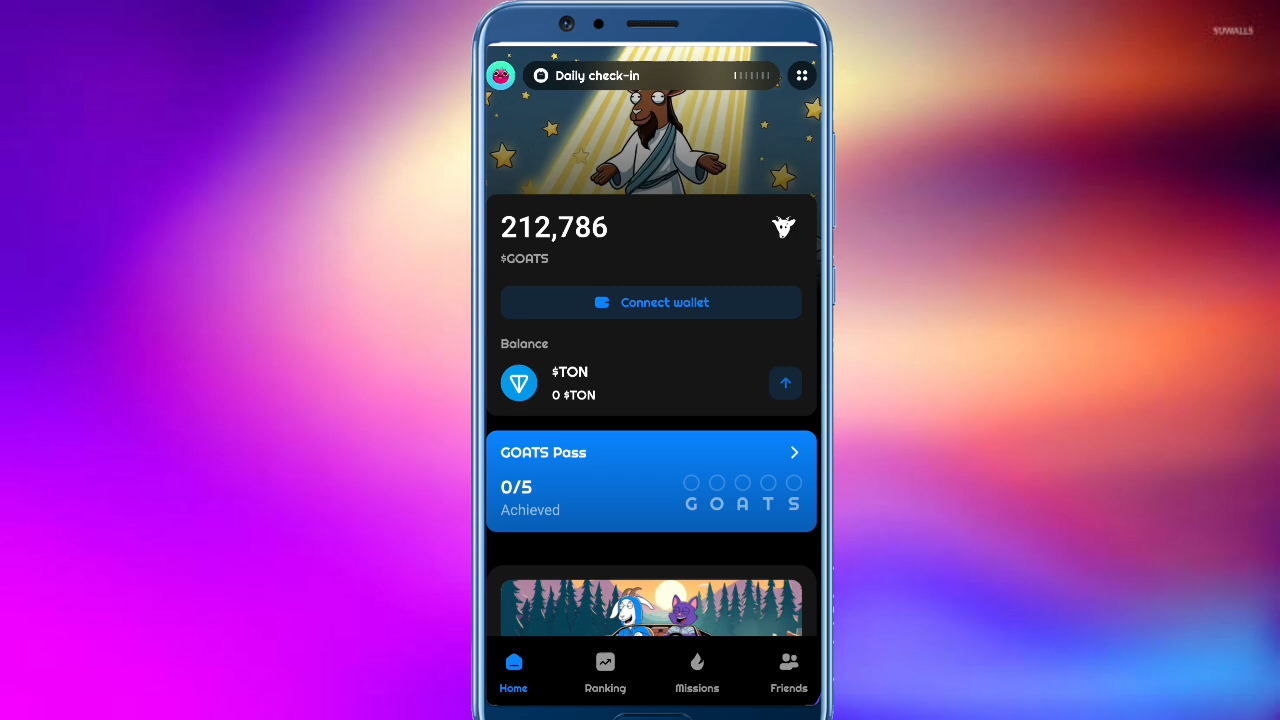 SUWALLS
Daily check-in
212,786
$GOATS
Connect wallet
Balance
$TON
0 $TON
GOATS Pass
0/5
Achieved
G O A T S
Home
Ranking
Missions
Friends